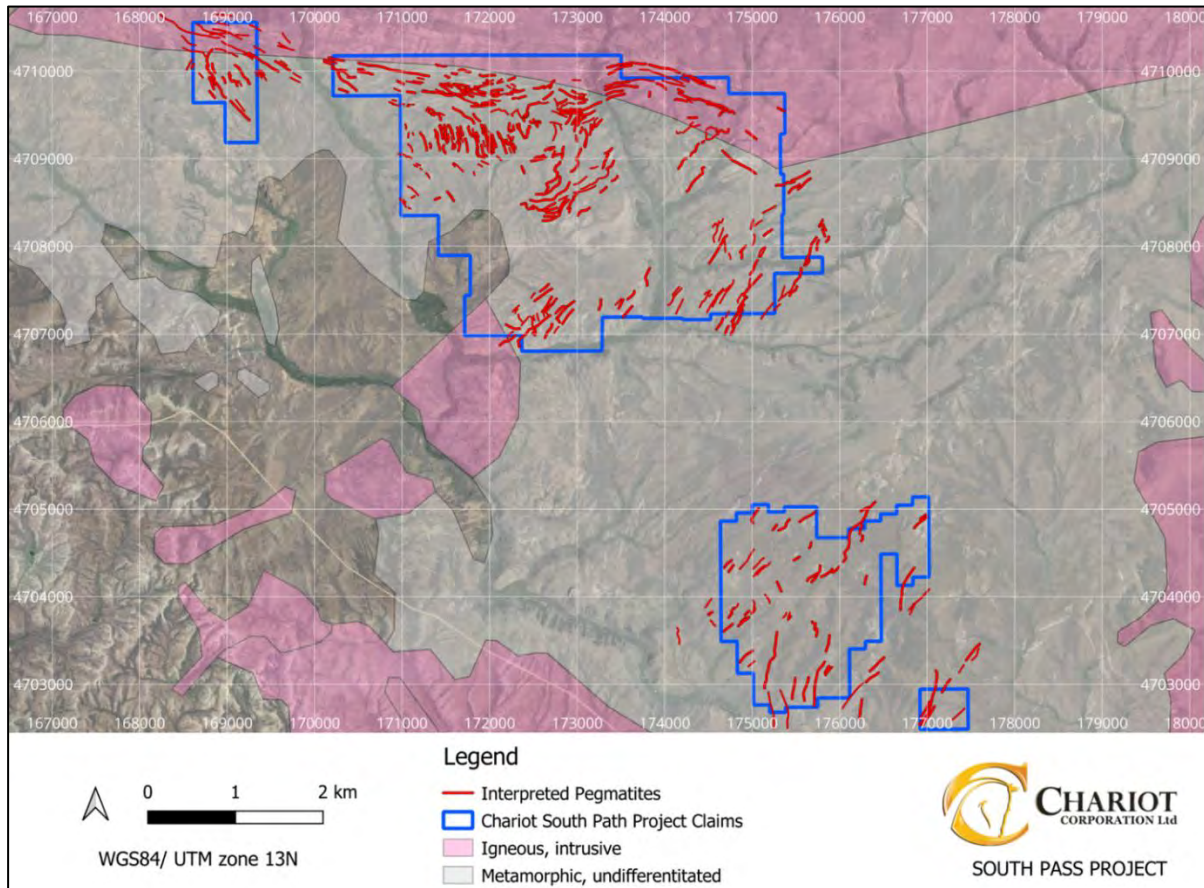 167000 168000 169000 170000 171000 172000 173000 174000 175000 176000 177000 178000 179000 18000
4710000 4710000
4709000 4709000
4708000 4708000
4707000 4707000
4706000 4706000
4705000 4705000
4704000 4704000
4703000 4703000
167000 168000 169000 170000 171000 172000 173000 174000 175000 176000 177000 178000 179000 18000
Legend
0 1 2 km
Interpreted Pegmatites
Chariot South Path Project Claims
Igneous, intrusive
Metamorphic, undifferentitated
WGS84/ UTM zone 13N
CHARIOT
CORPORATION Ltd
SOUTH PASS PROJECT